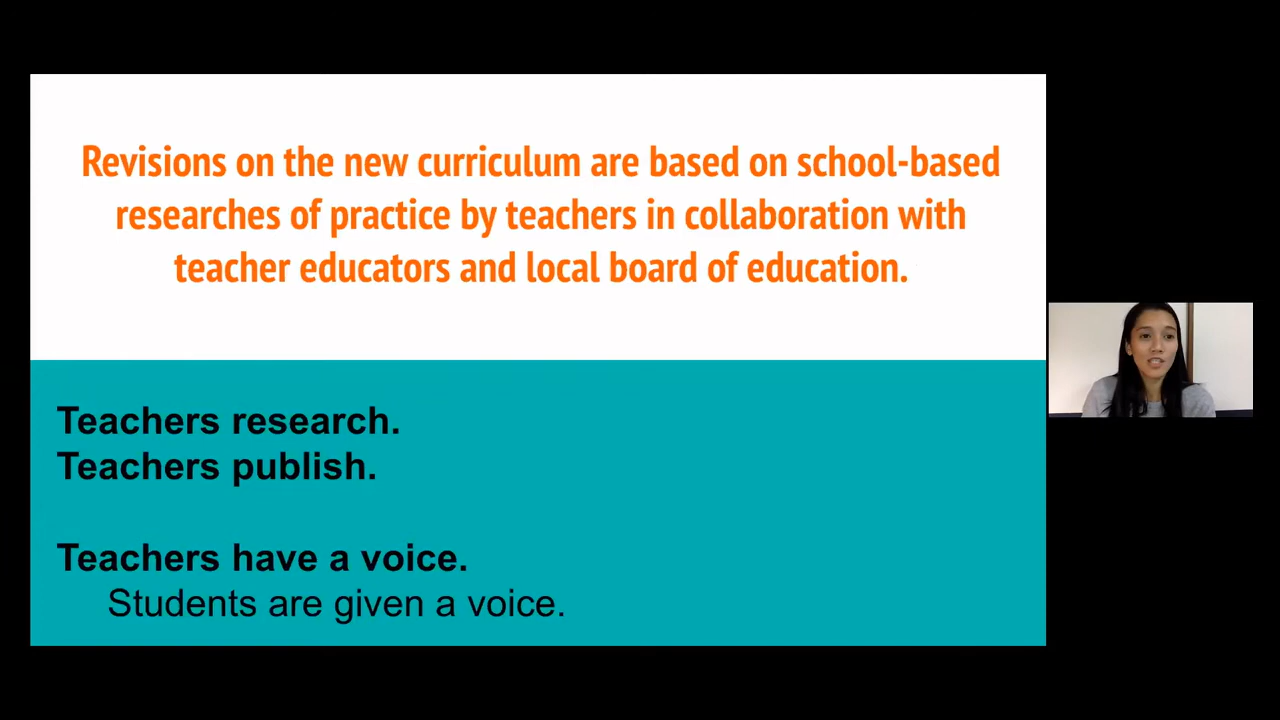 Revisions on the new curriculum are based on school-based
researches of practice by teachers in collaboration with
teacher educators and local board of education.
Teachers research.
Teachers publish.
Teachers have a voice.
Students are given a voice.